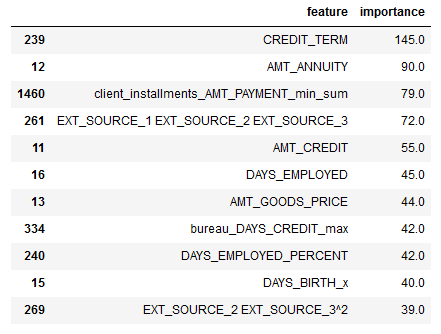 feature importance
239 CREDIT_TERM 145.0
12 AMT_ANNUITY 90.0
1460 client_installments_AMT_PAYMENT_min_sum 79.0
261 EXT_SOURCE_1 EXT_SOURCE_2 EXT_SOURCE_3 72.0
11 AMT_CREDIT 55.0
16 DAYS_EMPLOYED 45.0
13 AMT_GOODS_PRICE 44.0
334 bureau_DAYS_CREDIT_max 42.0
240 DAYS_EMPLOYED_PERCENT 42.0
15 DAYS_BIRTH_x 40.0
269 EXT_SOURCE_2 EXT_SOURCE_3^2 39.0